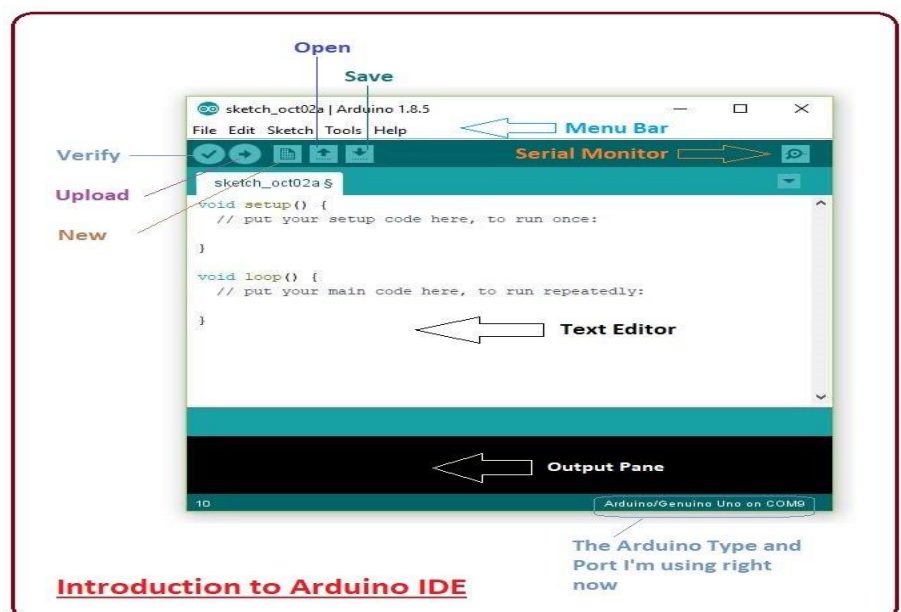 Open
Save
sketch_oct02a | Arduino 1.8.5
File Edit Sketch Tools Help
Menu Bar
Verify
Serial Monitor
Upload
sketch_oct02a §
New
void setup() {
// put your setup code here, to run once:
}
void loop() {
// put your main code here, to run repeatedly:
}
Text Editor
Output Pane
10
Arduino/Genuino Uno on COM9
The Arduino Type and
Port I'm using right
now
Introduction to Arduino IDE